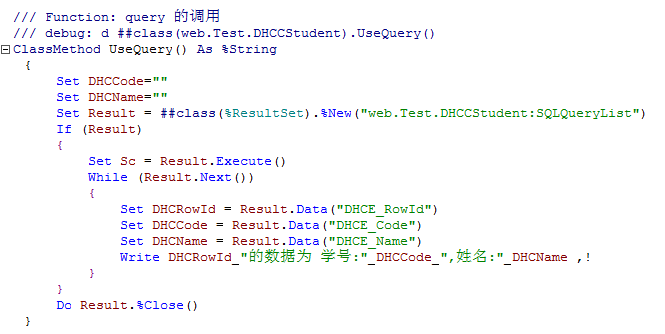 /// Function: query 的调用
/// debug: d ##class(web.Test.DHCCStudent).UseQuery()
ClassMethod UseQuery() As %String
{
Set DHCCode=""
Set DHCName=""
Set Result = ##class(%ResultSet).%New("web.Test.DHCCStudent:SQLQueryList")
If (Result)
{
Set Sc = Result.Execute()
While (Result.Next())
{
Set DHCRowId = Result.Data("DHCE_RowId")
Set DHCCode = Result.Data("DHCE_Code")
Set DHCName = Result.Data("DHCE_Name")
Write DHCRowId_"的数据为 学号:"_DHCCode_",姓名:"_DHCName ,!
}
}
Do Result.%Close()
}